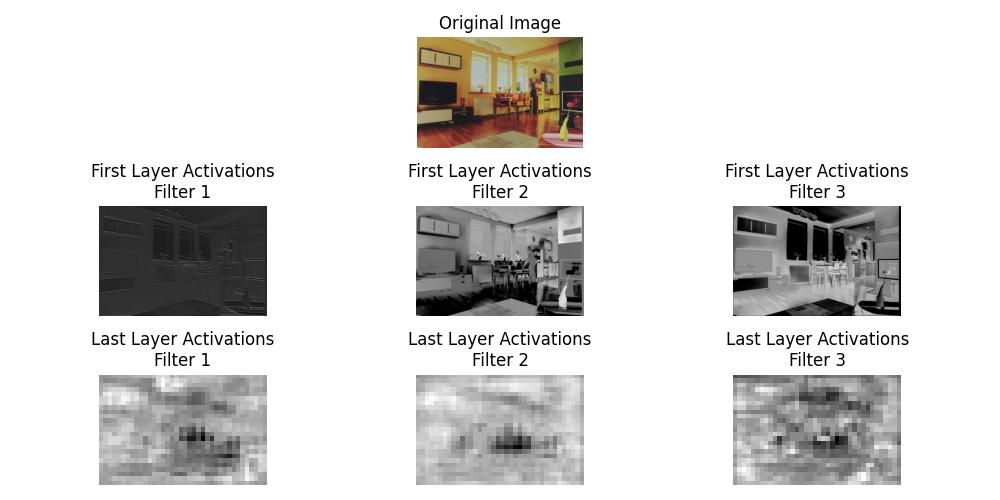 Original Image
First Layer Activations
Filter 1
First Layer Activations
Filter 2
First Layer Activations
Filter 3
Last Layer Activations
Filter 1
Last Layer Activations
Filter 2
Last Layer Activations
Filter 3